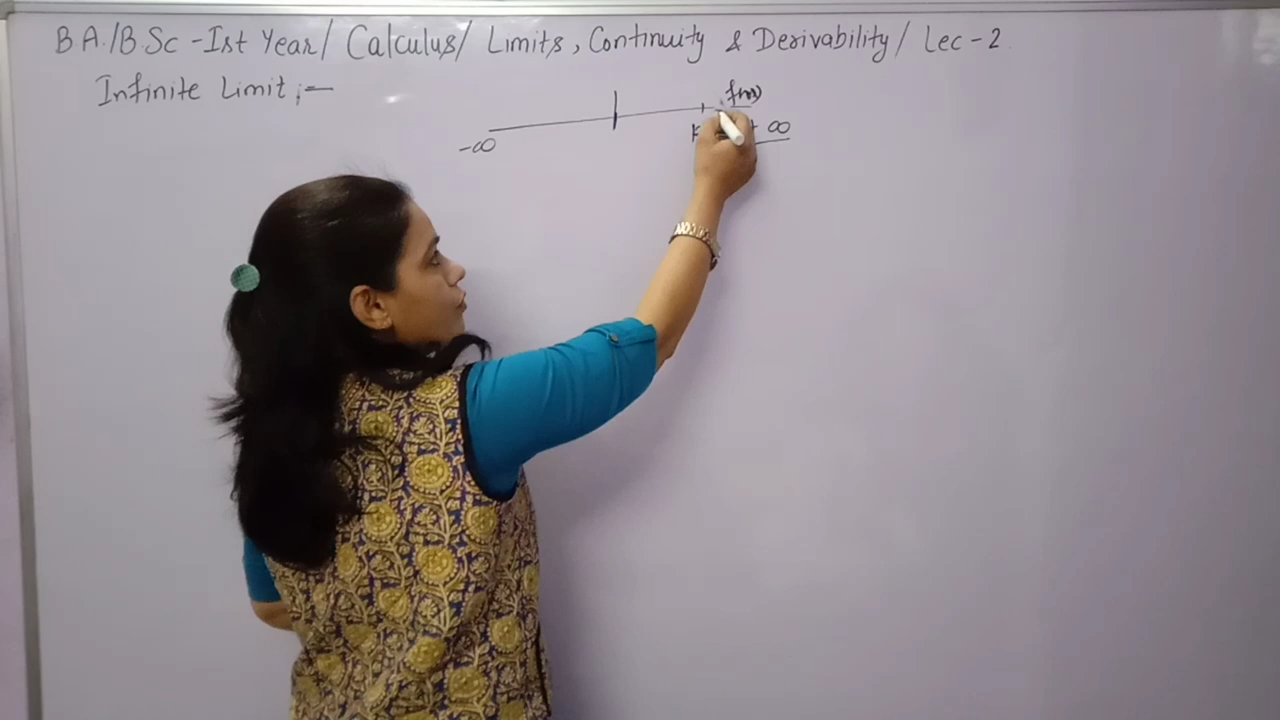 B.A./B.Sc - Ist Year/ Calculus/ Limits, Continuity & Derivability/ Lec - 2
Infinite Limit :-
f(x)
-∞ k + ∞